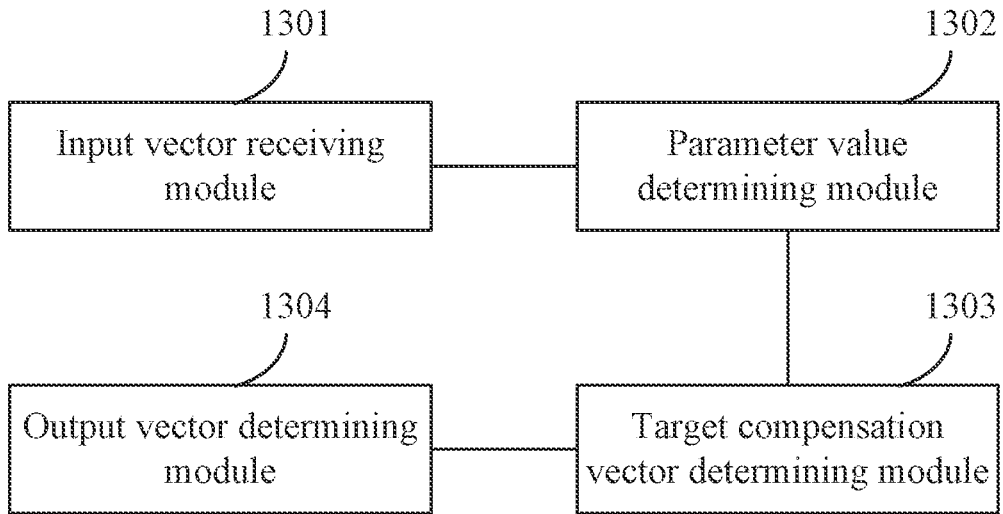 1301
1302
Input vector receiving
module
Parameter value
determining module
1304
1303
Output vector determining
module
Target compensation
vector determining module